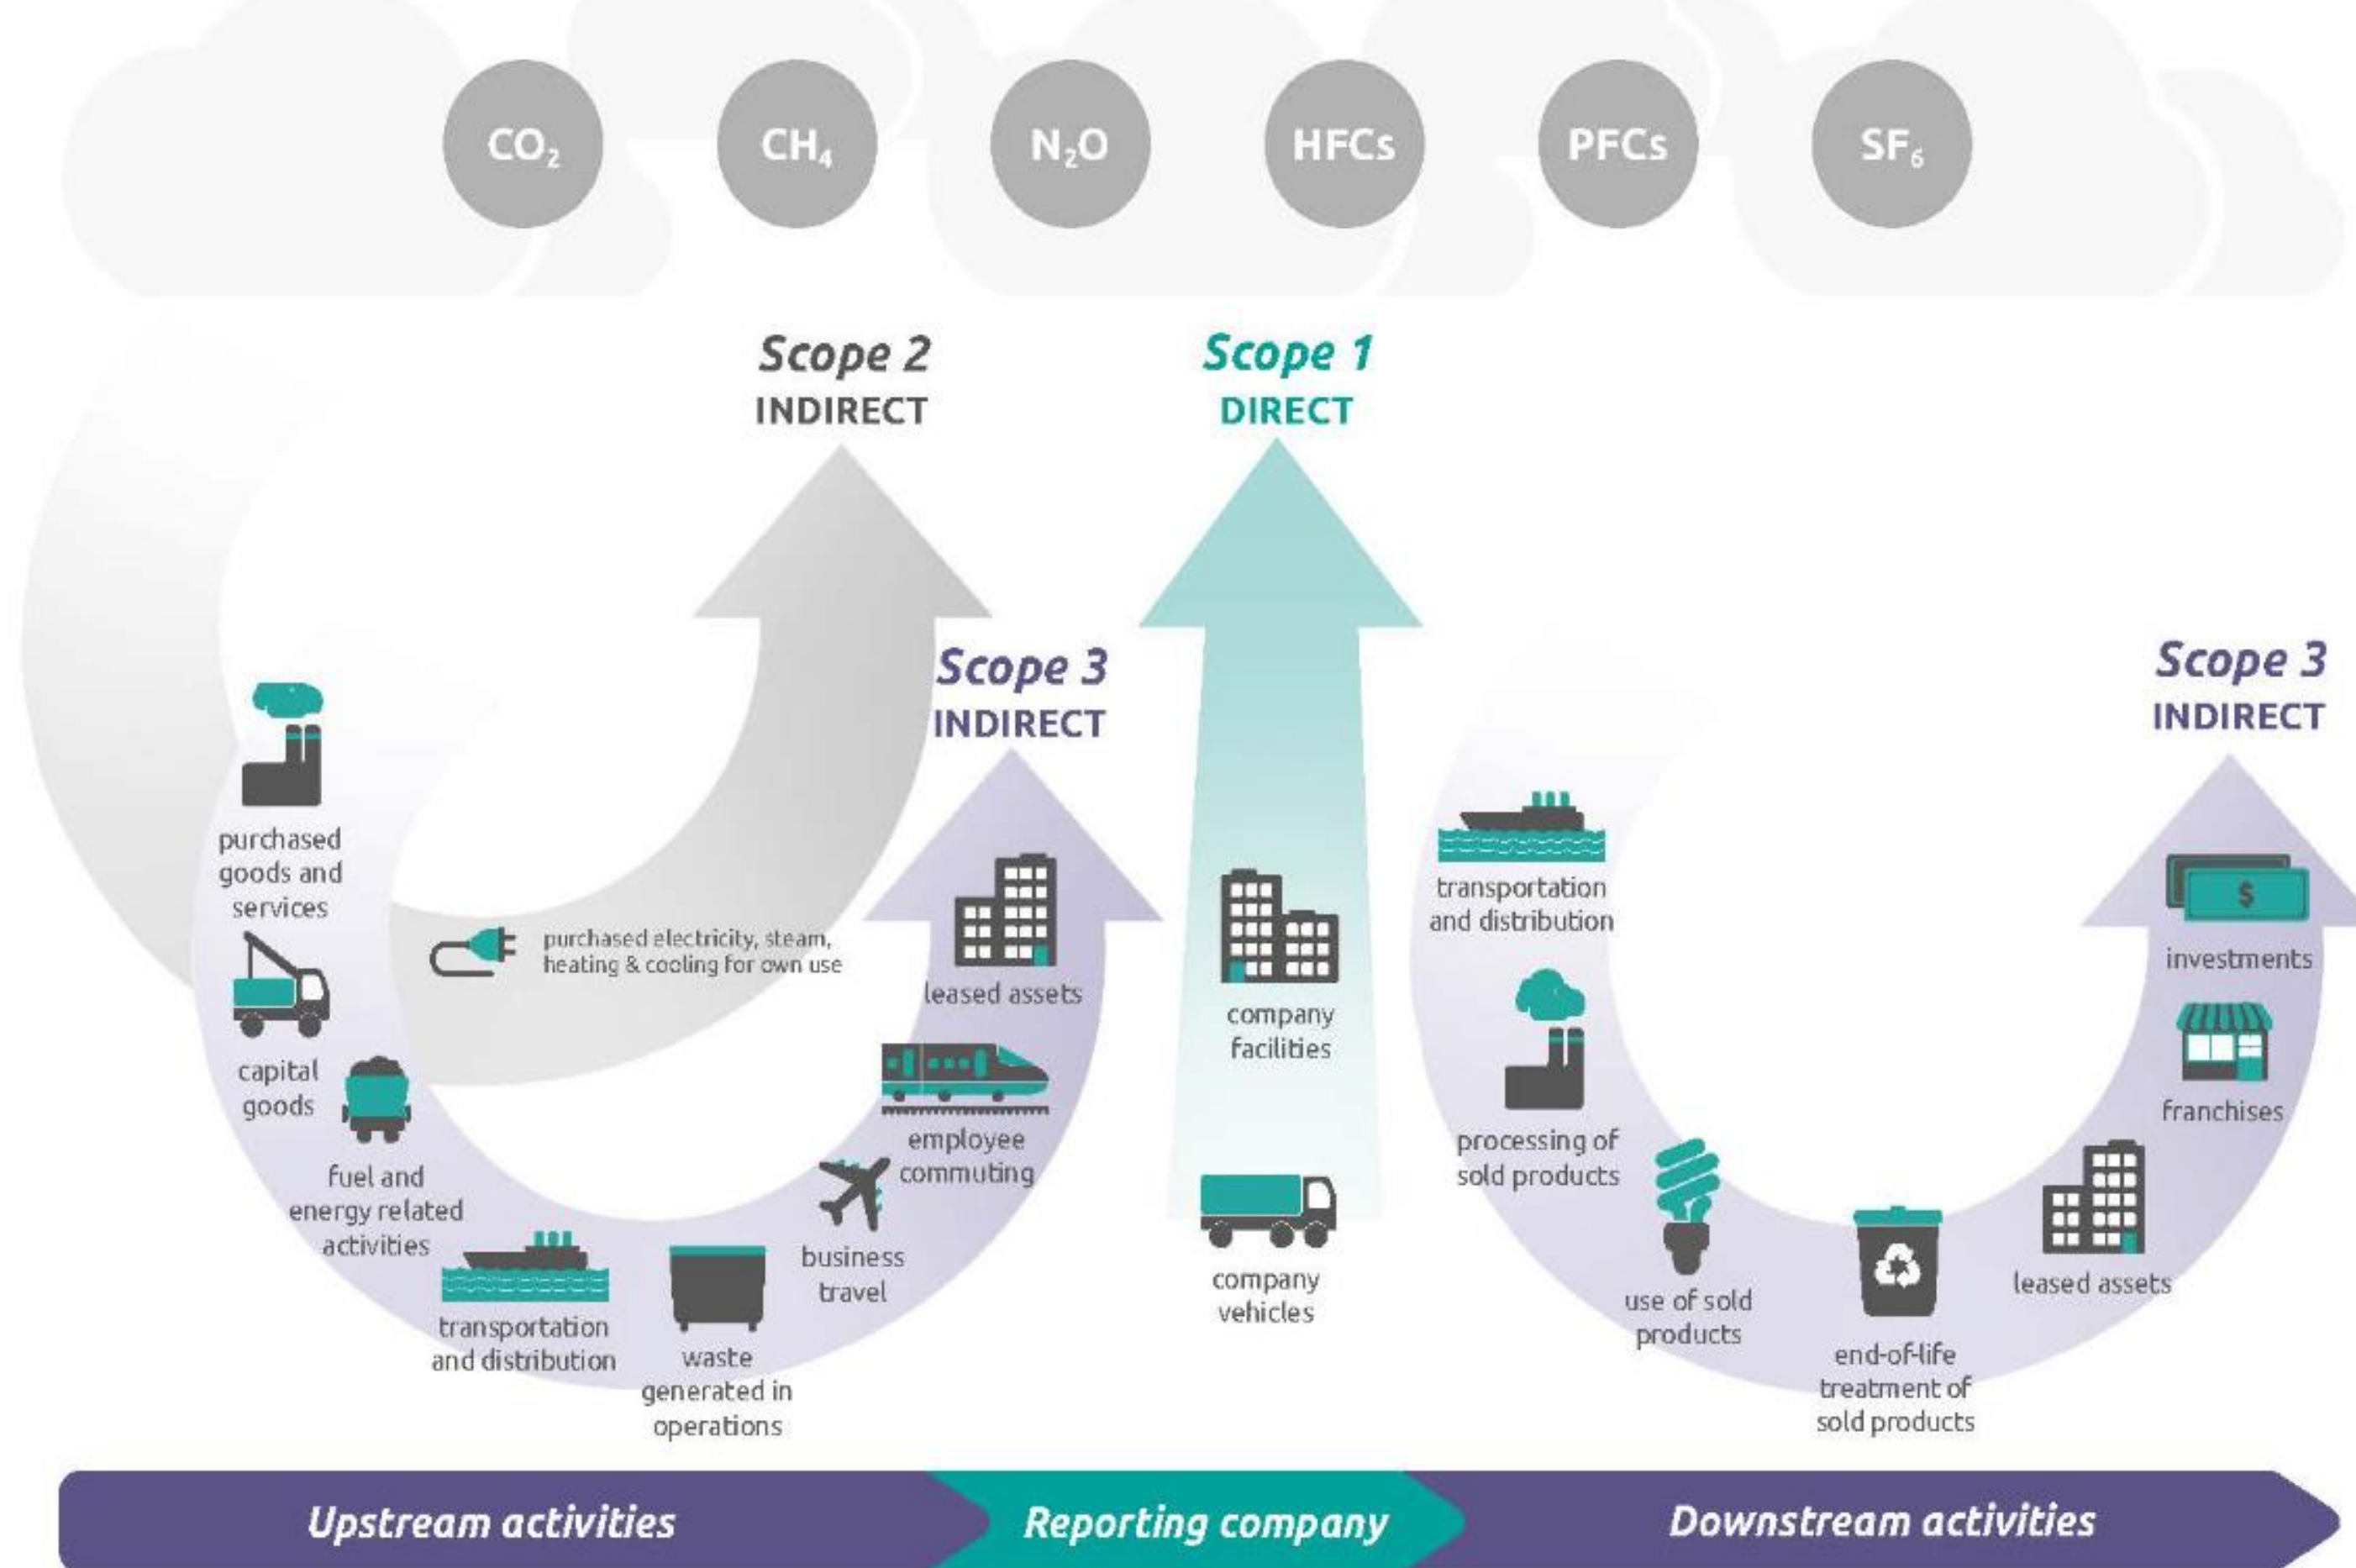 CO₂
CH₄
N₂O
HFCs
PFCs
SF₆
Scope 2
INDIRECT
Scope 1
DIRECT
Scope 3
INDIRECT
Scope 3
INDIRECT
purchased
goods and
services
capital
goods
fuel and
energy related
activities
transportation
and distribution
waste
generated in
operations
business
travel
employee
commuting
leased assets
purchased electricity, steam,
heating & cooling for own use
company
facilities
company
vehicles
transportation
and distribution
processing of
sold products
use of sold
products
end-of-life
treatment of
sold products
leased assets
franchises
$
investments
Upstream activities
Reporting company
Downstream activities